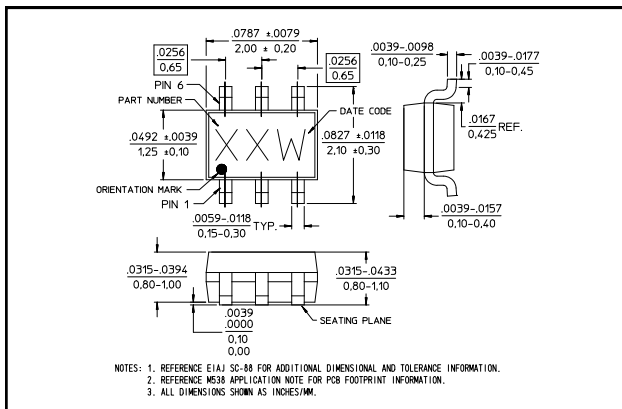 .0787 ±.0079
2,00 ± 0,20
.0256
0,65
.0256
0,65
PIN 6
PART NUMBER
DATE CODE
.0492 ±.0039
1,25 ±0,10
XXW
.0827 ±.0118
2,10 ±0,30
ORIENTATION MARK
PIN 1
.0059-.0118
0,15-0,30
TYP.
.0039-.0098
0,10-0,25
.0039-.0177
0,10-0,45
.0167
0,425
REF.
.0039-.0157
0,10-0,40
.0315-.0394
0,80-1,00
.0315-.0433
0,80-1,10
.0039
.0000
0,10
0,00
SEATING PLANE
NOTES: 1. REFERENCE EIAJ SC-88 FOR ADDITIONAL DIMENSIONAL AND TOLERANCE INFORMATION.
2. REFERENCE M538 APPLICATION NOTE FOR PCB FOOTPRINT INFORMATION.
3. ALL DIMENSIONS SHOWN AS INCHES/MM.